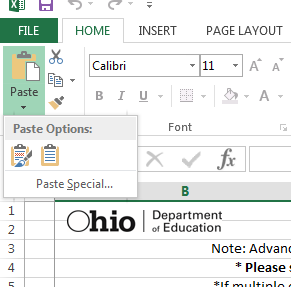 FILE HOME INSERT PAGE LAYOUT
Calibri 11 A A
Paste
B I U A
Paste Options:
Font
Paste Special...
fx
B
1
2
3
4
5
Ohio Department
of Education
Note: Advan
* Please s
*If multiple